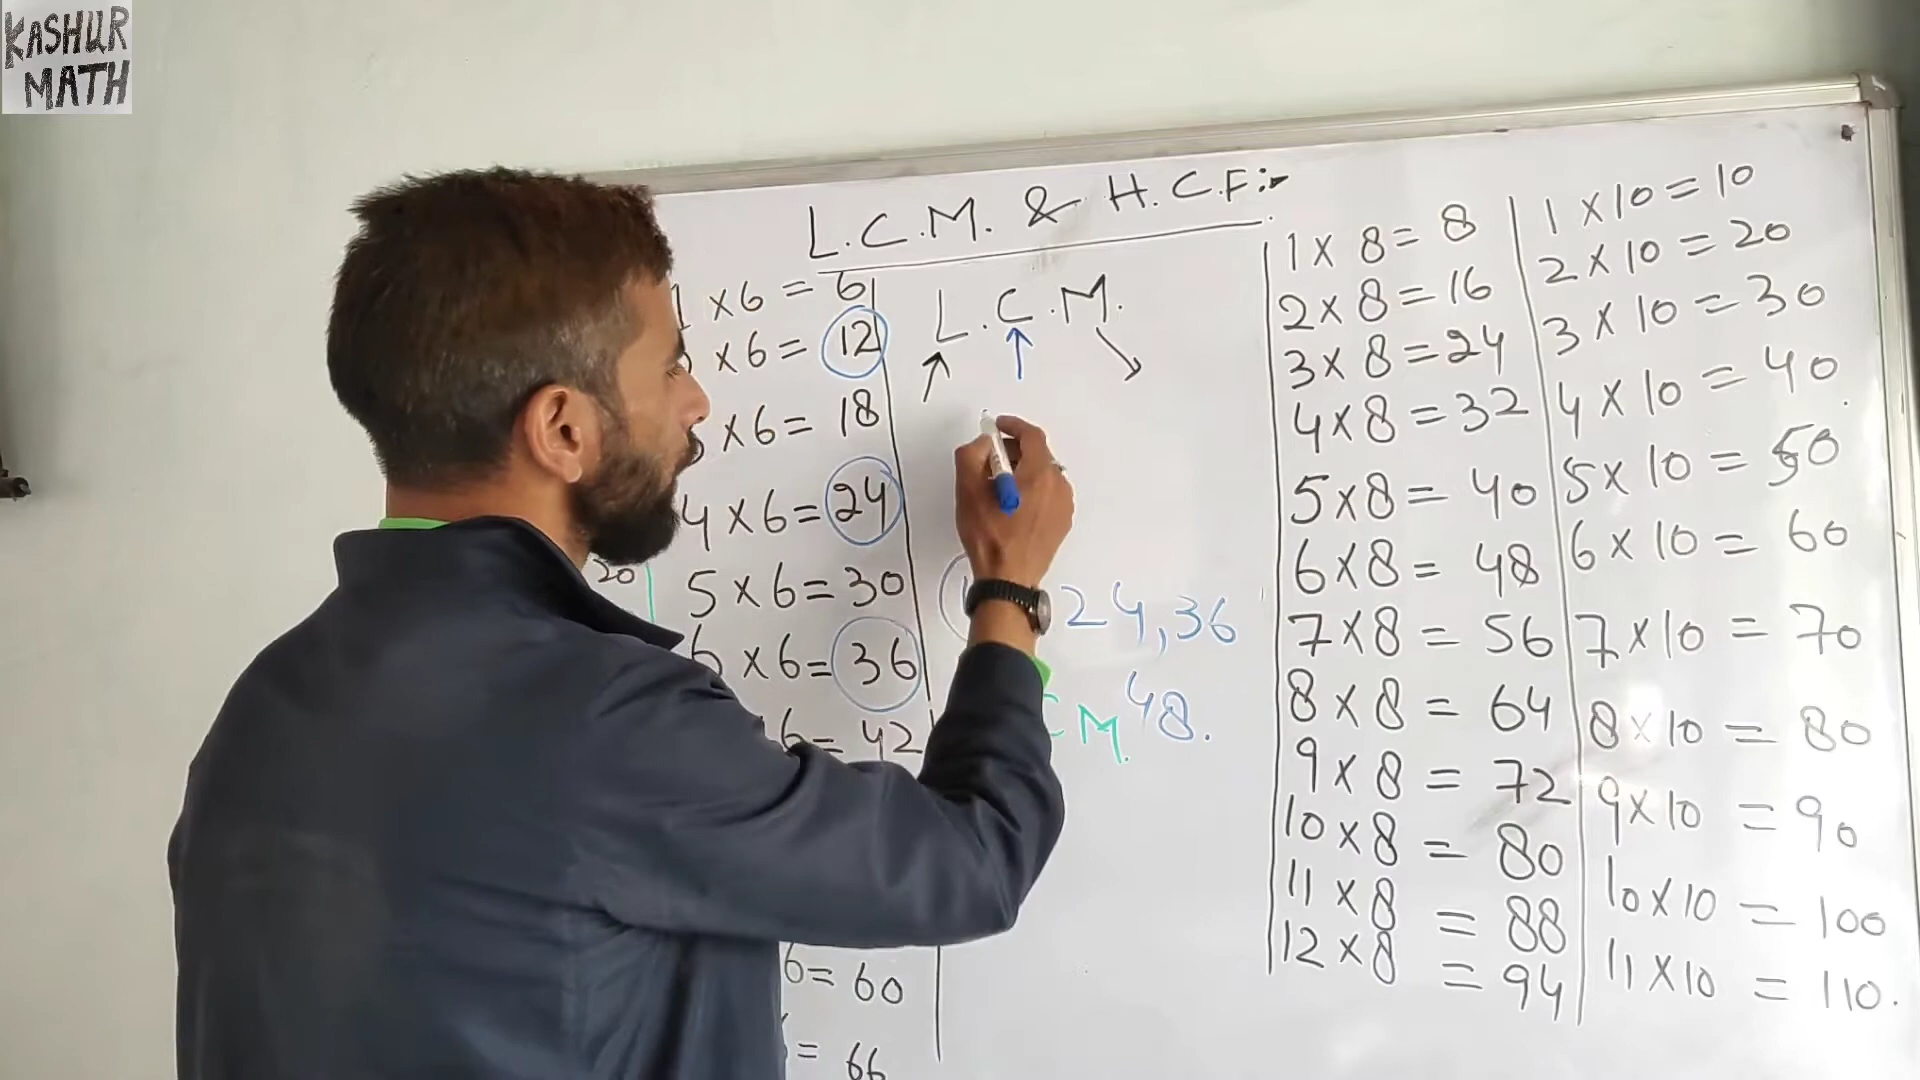 KASHUR
MATH
L.C.M. & H.C.F:-
1 x 6 = 6
x 6 = 12
x 6 = 18
4 x 6 = 24
5 x 6 = 30
6 x 6 = 36
6 = 42
6 = 60
= 66
20
L.C.M.
24, 36
48.
C M.
1 x 8 = 8
2 x 8 = 16
3 x 8 = 24
4 x 8 = 32
5 x 8 = 40
6 x 8 = 48
7 x 8 = 56
8 x 8 = 64
9 x 8 = 72
10 x 8 = 80
11 x 8 = 88
12 x 8 = 94
1 x 10 = 10
2 x 10 = 20
3 x 10 = 30
4 x 10 = 40.
5 x 10 = 50
6 x 10 = 60
7 x 10 = 70
8 x 10 = 80
9 x 10 = 90
10 x 10 = 100
11 x 10 = 110.